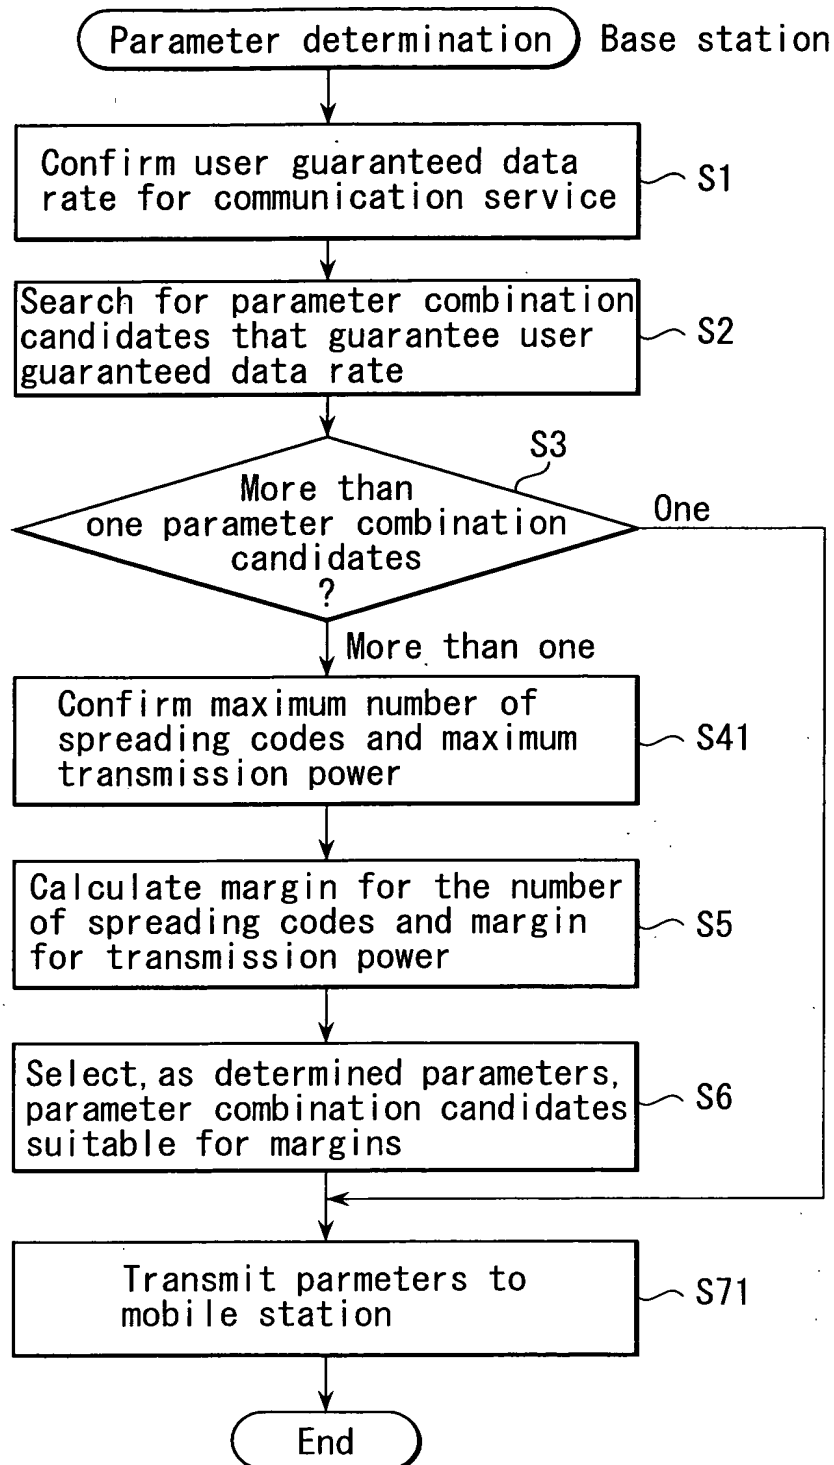 Parameter determination
Base station
Confirm user guaranteed data
rate for communication service
S1
Search for parameter combination
candidates that guarantee user
guaranteed data rate
S2
S3
More than
one parameter combination
candidates
?
One
More than one
Confirm maximum number of
spreading codes and maximum
transmission power
S41
Calculate margin for the number
of spreading codes and margin
for transmission power
S5
Select, as determined parameters,
parameter combination candidates
suitable for margins
S6
Transmit parmeters to
mobile station
S71
End